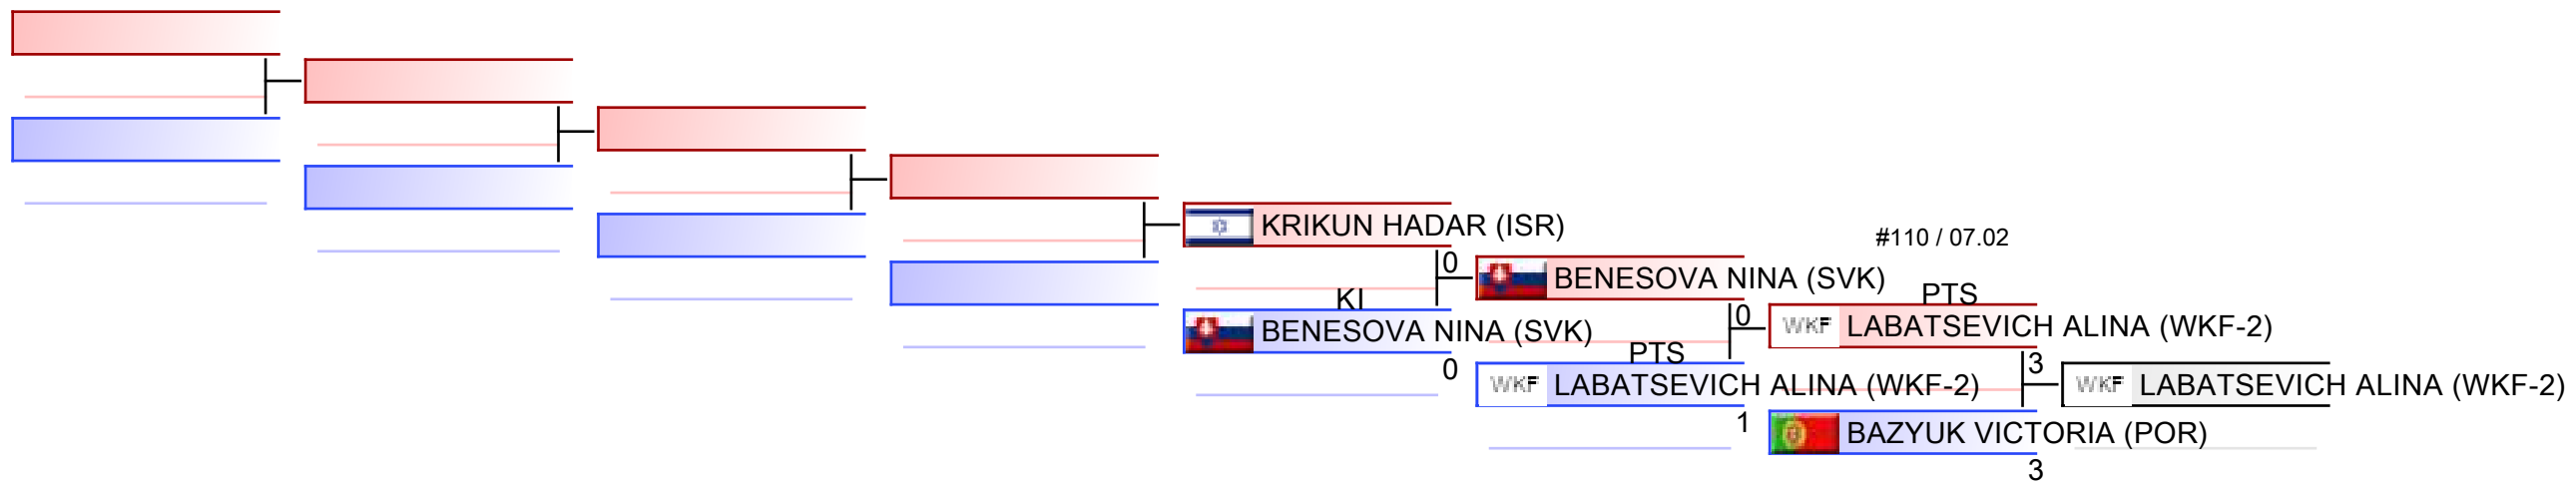 KRIKUN HADAR (ISR)
0
KI
BENESOVA NINA (SVK)
0
BENESOVA NINA (SVK)
0
PTS
WKF LABATSEVICH ALINA (WKF-2)
1
#110 / 07.02
PTS
WKF LABATSEVICH ALINA (WKF-2)
3
BAZYUK VICTORIA (POR)
3
WKF LABATSEVICH ALINA (WKF-2)